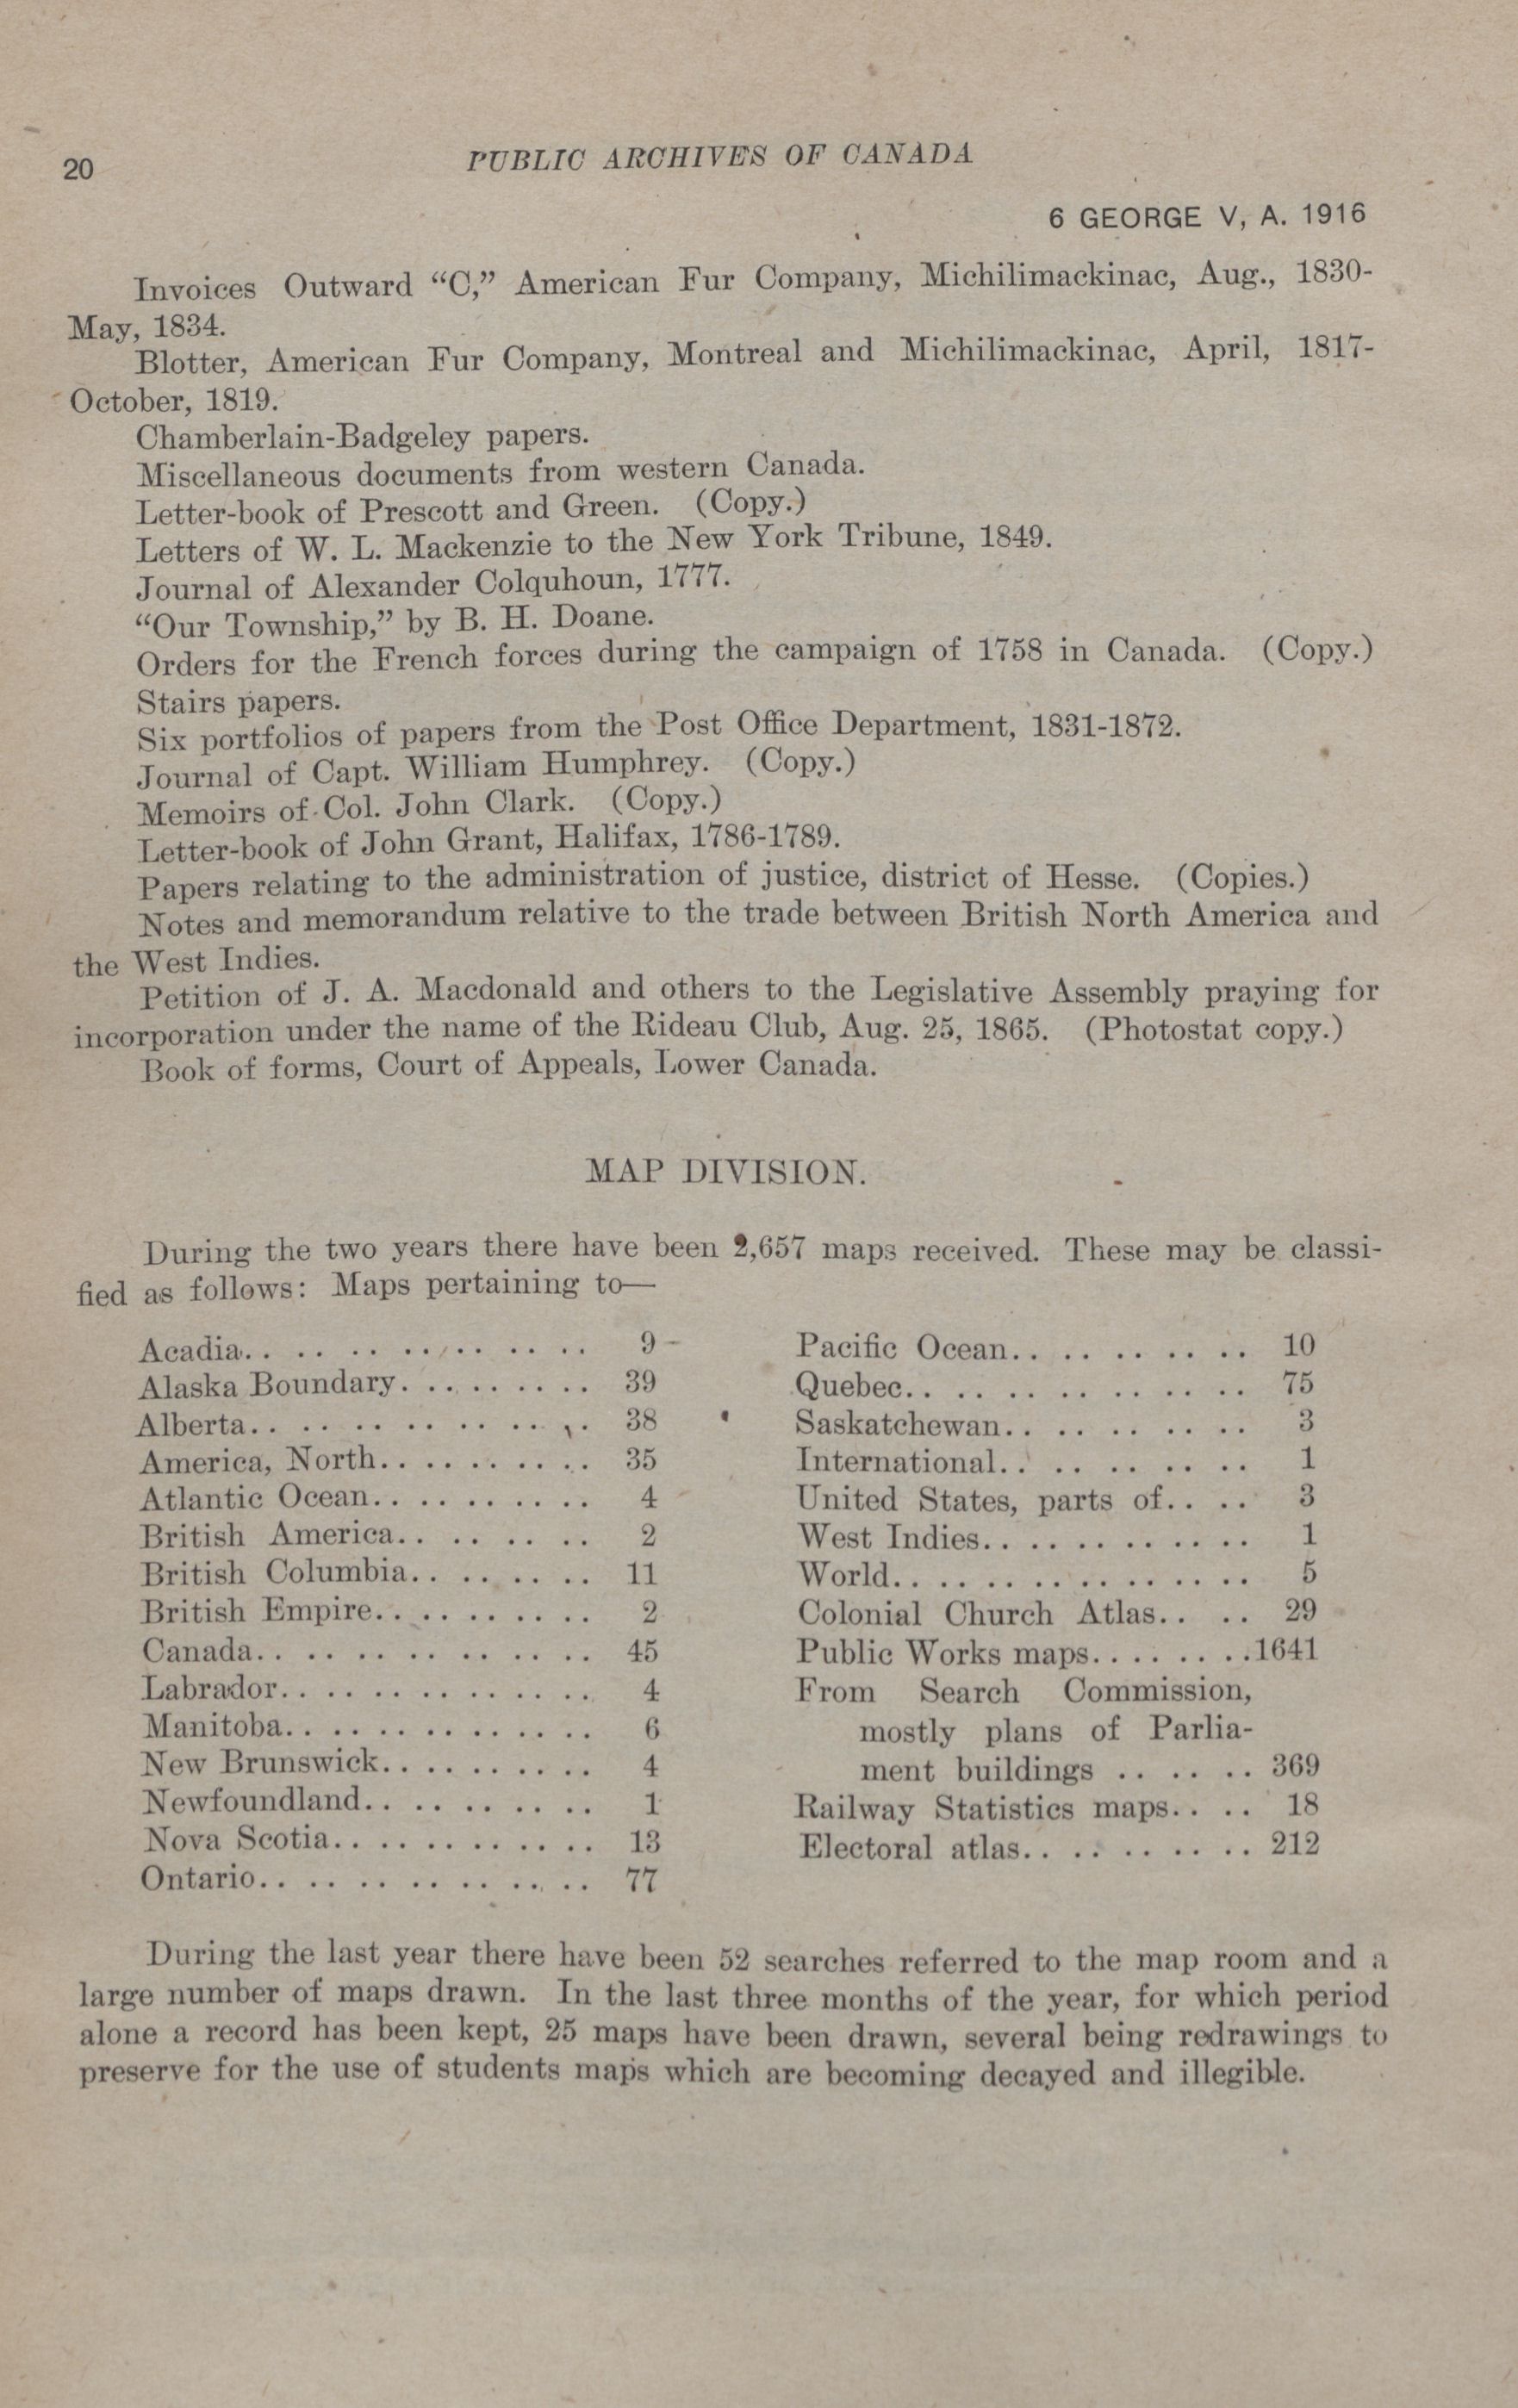 20
PUBLIC ARCHIVES OF CANADA
6 GEORGE V, A. 1916
Invoices Outward “C,” American Fur Company, Michilimackinac, Aug., 1830-
May, 1834.
Blotter, American Fur Company, Montreal and Michilimackinac, April, 1817-
October, 1819.
Chamberlain-Badgeley papers.
Miscellaneous documents from western Canada.
Letter-book of Prescott and Green. (Copy.)
Letters of W. L. Mackenzie to the New York Tribune, 1849.
Journal of Alexander Colquhoun, 1777.
“Our Township,” by B. H. Doane.
Orders for the French forces during the campaign of 1758 in Canada. (Copy.)
Stairs papers.
Six portfolios of papers from the Post Office Department, 1831-1872.
Journal of Capt. William Humphrey. (Copy.)
Memoirs of Col. John Clark. (Copy.)
Letter-book of John Grant, Halifax, 1786-1789.
Papers relating to the administration of justice, district of Hesse. (Copies.)
Notes and memorandum relative to the trade between British North America and
the West Indies.
Petition of J. A. Macdonald and others to the Legislative Assembly praying for
incorporation under the name of the Rideau Club, Aug. 25, 1865. (Photostat copy.)
Book of forms, Court of Appeals, Lower Canada.
MAP DIVISION.
During the two years there have been 2,657 maps received. These may be classi-
fied as follows: Maps pertaining to—
Acadia.. .. .. .. .. .. .. 9
Alaska Boundary. .. .. .. .. 39
Alberta.. .. .. .. .. .. .. 38
America, North.. .. .. .. .. 35
Atlantic Ocean.. .. .. .. .. 4
British America.. .. .. .. 2
British Columbia.. .. .. .. 11
British Empire.. .. .. .. .. 2
Canada.. .. .. .. .. .. .. 45
Labrador.. .. .. .. .. .. .. 4
Manitoba.. .. .. .. .. .. .. 6
New Brunswick.. .. .. .. .. 4
Newfoundland.. .. .. .. .. 1
Nova Scotia.. .. .. .. .. .. 13
Ontario.. .. .. .. .. .. .. 77
Pacific Ocean.. .. .. .. .. 10
Quebec.. .. .. .. .. .. .. 75
Saskatchewan.. .. .. .. .. 3
International.. .. .. .. .. 1
United States, parts of.. .. 3
West Indies.. .. .. .. .. .. 1
World.. .. .. .. .. .. .. .. 5
Colonial Church Atlas.. .. 29
Public Works maps.. .. .. ..1641
From Search Commission,
mostly plans of Parlia-
ment buildings .. .. .. 369
Railway Statistics maps.. .. 18
Electoral atlas.. .. .. .. .. 212
During the last year there have been 52 searches referred to the map room and a
large number of maps drawn. In the last three months of the year, for which period
alone a record has been kept, 25 maps have been drawn, several being redrawings to
preserve for the use of students maps which are becoming decayed and illegible.